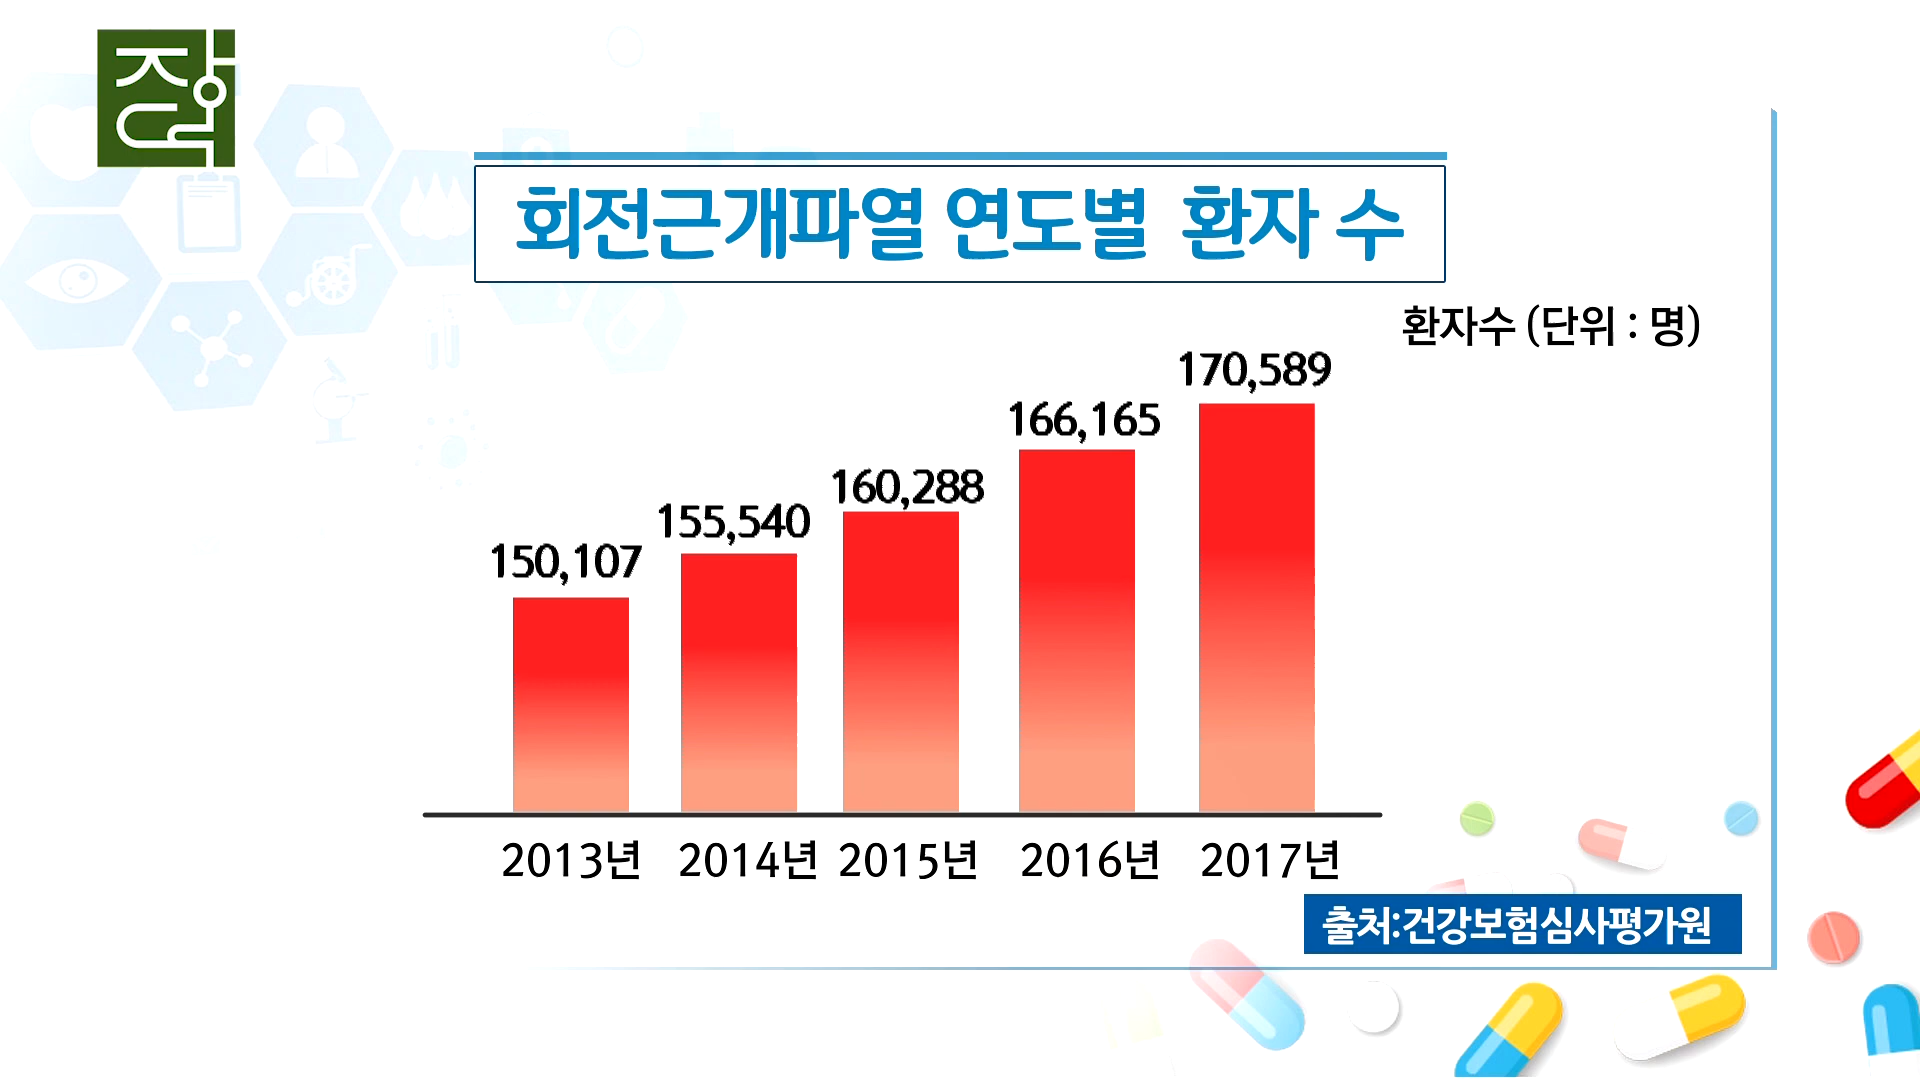 장덕
회전근개파열 연도별 환자 수
환자수 (단위 : 명)
150,107
155,540
160,288
166,165
170,589
2013년 2014년 2015년 2016년 2017년
출처:건강보험심사평가원